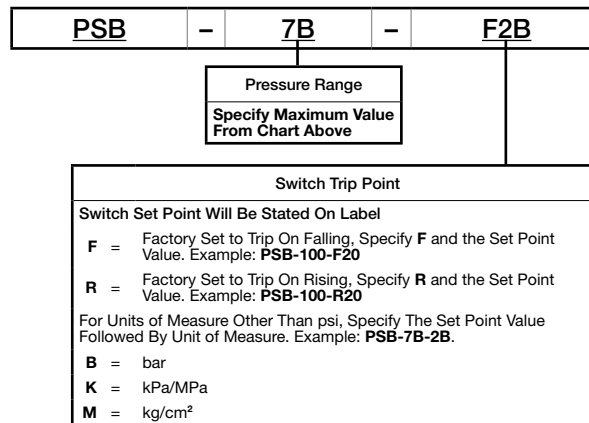 PSB – 7B – F2B
Pressure Range
Specify Maximum Value
From Chart Above
Switch Trip Point
Switch Set Point Will Be Stated On Label
F = Factory Set to Trip On Falling, Specify F and the Set Point
Value. Example: PSB-100-F20
R = Factory Set to Trip On Rising, Specify R and the Set Point
Value. Example: PSB-100-R20
For Units of Measure Other Than psi, Specify The Set Point Value
Followed By Unit of Measure. Example: PSB-7B-2B.
B = bar
K = kPa/MPa
M = kg/cm²